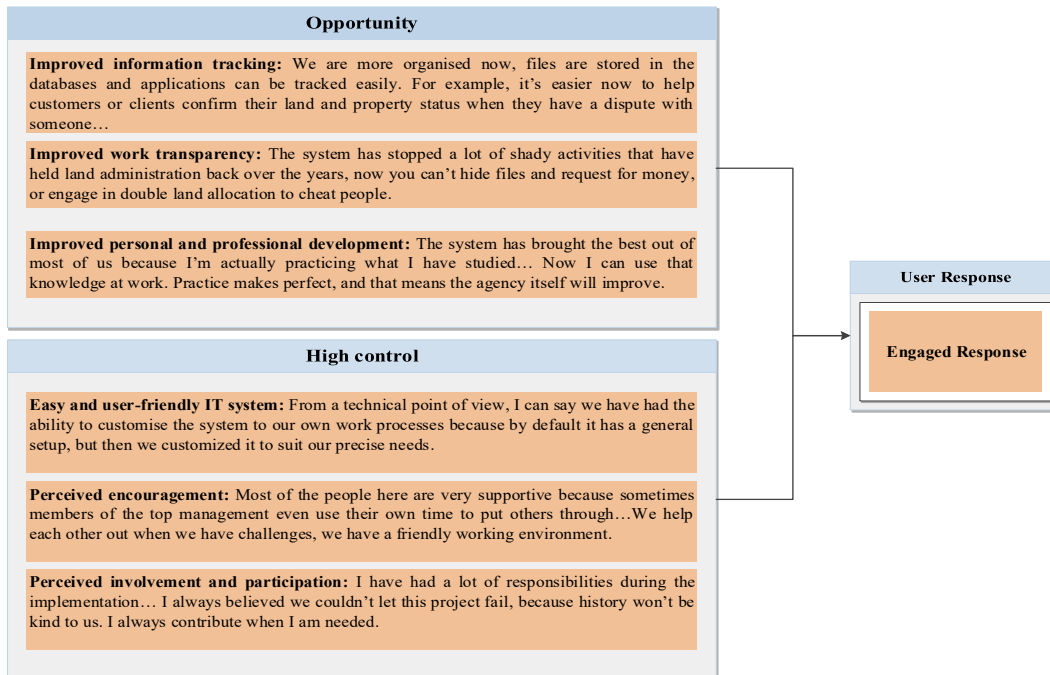 Opportunity
Improved information tracking: We are more organised now, files are stored in the
databases and applications can be tracked easily. For example, it's easier now to help
customers or clients confirm their land and property status when they have a dispute with
someone…
Improved work transparency: The system has stopped a lot of shady activities that have
held land administration back over the years, now you can't hide files and request for money,
or engage in double land allocation to cheat people.
Improved personal and professional development: The system has brought the best out of
most of us because I'm actually practicing what I have studied… Now I can use that
knowledge at work. Practice makes perfect, and that means the agency itself will improve.
User Response
Engaged Response
High control
Easy and user-friendly IT system: From a technical point of view, I can say we have had the
ability to customise the system to our own work processes because by default it has a general
setup, but then we customized it to suit our precise needs.
Perceived encouragement: Most of the people here are very supportive because sometimes
members of the top management even use their own time to put others through…We help
each other out when we have challenges, we have a friendly working environment.
Perceived involvement and participation: I have had a lot of responsibilities during the
implementation… I always believed we couldn't let this project fail, because history won't be
kind to us. I always contribute when I am needed.